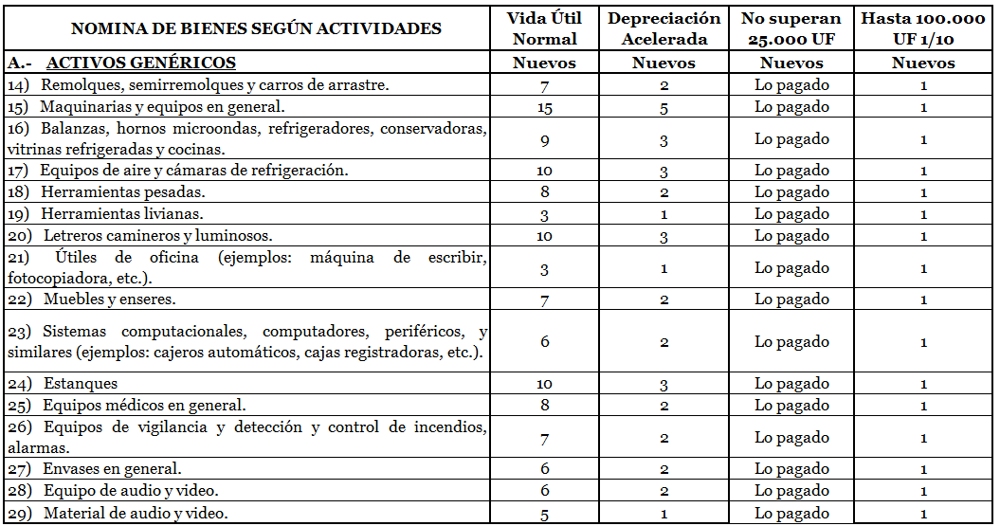 NOMINA DE BIENES SEGÚN ACTIVIDADES Vida Útil Normal Depreciación Acelerada No superan 25.000 UF Hasta 100.000 UF 1/10
A.- ACTIVOS GENÉRICOS Nuevos Nuevos Nuevos Nuevos
14) Remolques, semirremolques y carros de arrastre. 7 2 Lo pagado 1
15) Maquinarias y equipos en general. 15 5 Lo pagado 1
16) Balanzas, hornos microondas, refrigeradores, conservadoras,
vitrinas refrigeradas y cocinas. 9 3 Lo pagado 1
17) Equipos de aire y cámaras de refrigeración. 10 3 Lo pagado 1
18) Herramientas pesadas. 8 2 Lo pagado 1
19) Herramientas livianas. 3 1 Lo pagado 1
20) Letreros camineros y luminosos. 10 3 Lo pagado 1
21) Útiles de oficina (ejemplos: máquina de escribir,
fotocopiadora, etc.). 3 1 Lo pagado 1
22) Muebles y enseres. 7 2 Lo pagado 1
23) Sistemas computacionales, computadores, periféricos, y
similares (ejemplos: cajeros automáticos, cajas registradoras, etc.). 6 2 Lo pagado 1
24) Estanques 10 3 Lo pagado 1
25) Equipos médicos en general. 8 2 Lo pagado 1
26) Equipos de vigilancia y detección y control de incendios,
alarmas. 7 2 Lo pagado 1
27) Envases en general. 6 2 Lo pagado 1
28) Equipo de audio y video. 6 2 Lo pagado 1
29) Material de audio y video. 5 1 Lo pagado 1